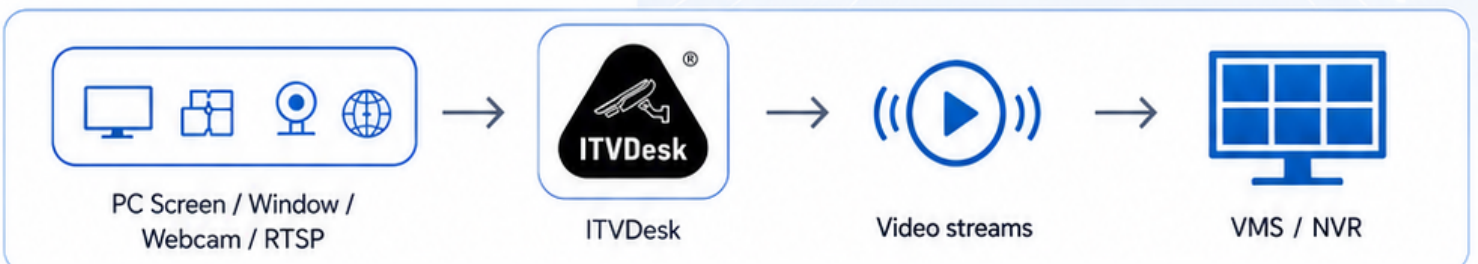 PC Screen / Window /
Webcam / RTSP
®
ITVDesk
ITVDesk
Video streams
VMS / NVR